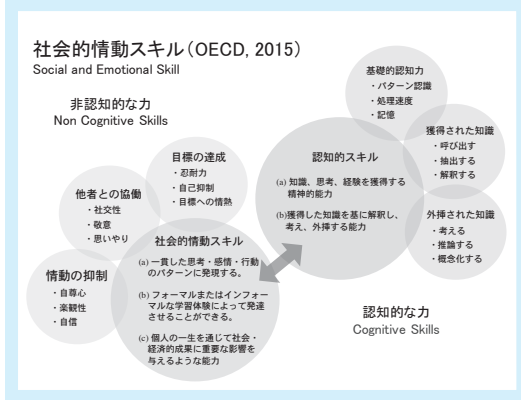 社会的情動スキル（OECD, 2015）
Social and Emotional Skill
非認知的な力
Non Cognitive Skills
目標の達成
・忍耐力
・自己抑制
・目標への情熱
他者との協働
・社交性
・敬意
・思いやり
情動の抑制
・自尊心
・楽観性
・自信
社会的情動スキル
(a) 一貫した思考・感情・行動
のパターンに発現する。
(b) フォーマルまたはインフォー
マルな学習体験によって発達
させることができる。
(c) 個人の一生を通じて社会・
経済的成果に重要な影響を
与えるような能力
基礎的認知力
・パターン認識
・処理速度
・記憶
獲得された知識
・呼び出す
・抽出する
・解釈する
外挿された知識
・考える
・推論する
・概念化する
認知的スキル
(a) 知識、思考、経験を獲得する
精神的能力
(b)獲得した知識を基に解釈し、
考え、外挿する能力
認知的な力
Cognitive Skills